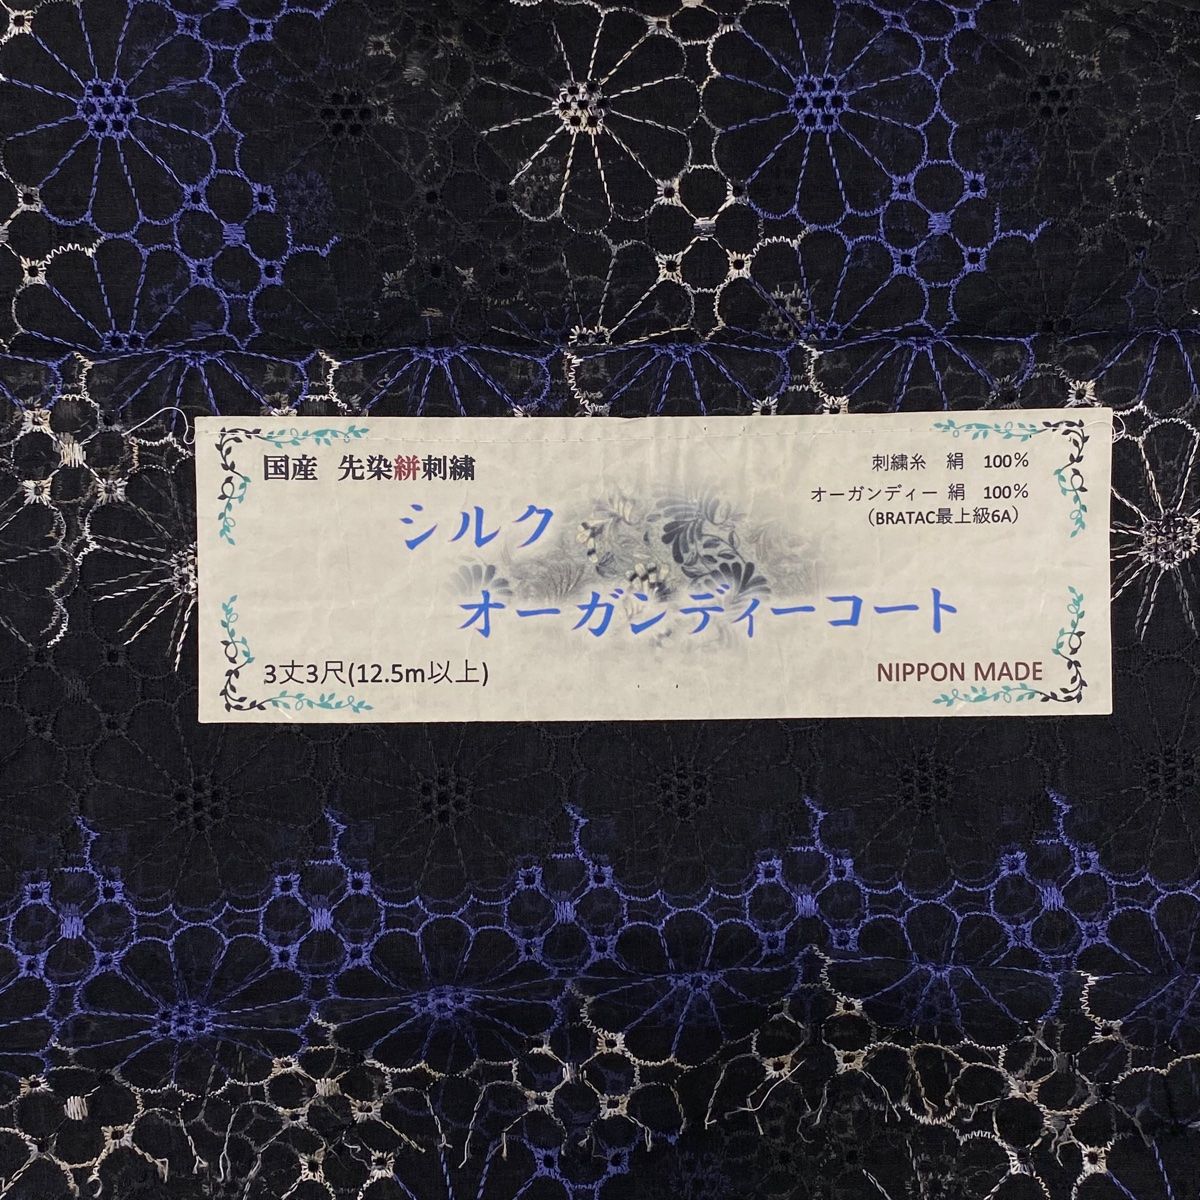 国産 先染絣刺繍
刺繍糸 絹 100%
オーガンディー 絹 100%
（BRATAC最上級6A）
シルク
オーガンディーコート
3丈3尺(12.5m以上)
NIPPON MADE